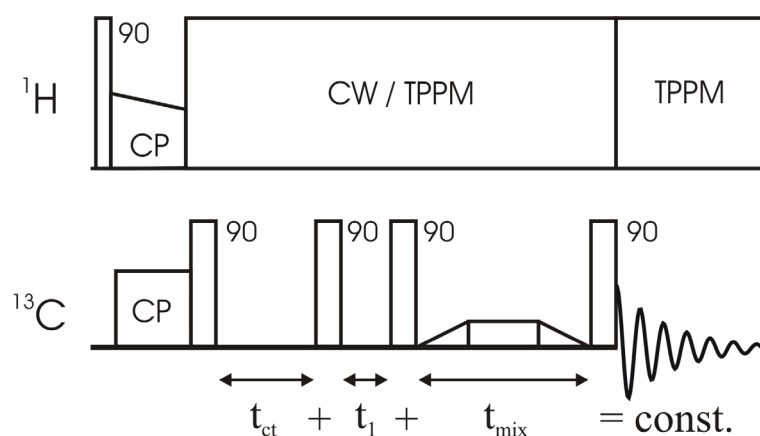 90
¹H
CW / TPPM
TPPM
CP
90
90
90
90
¹³C
CP
t_ct + t_1 + t_mix = const.